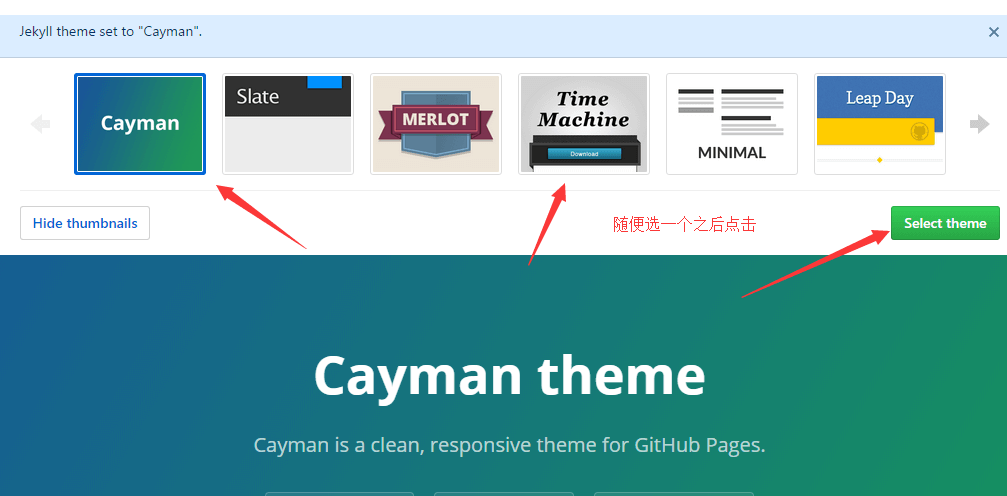 Jekyll theme set to "Cayman".
Cayman
Slate
MERLOT
Time
Machine
Download
MINIMAL
Leap Day
Hide thumbnails
随便选一个之后点击
Select theme
Cayman theme
Cayman is a clean, responsive theme for GitHub Pages.